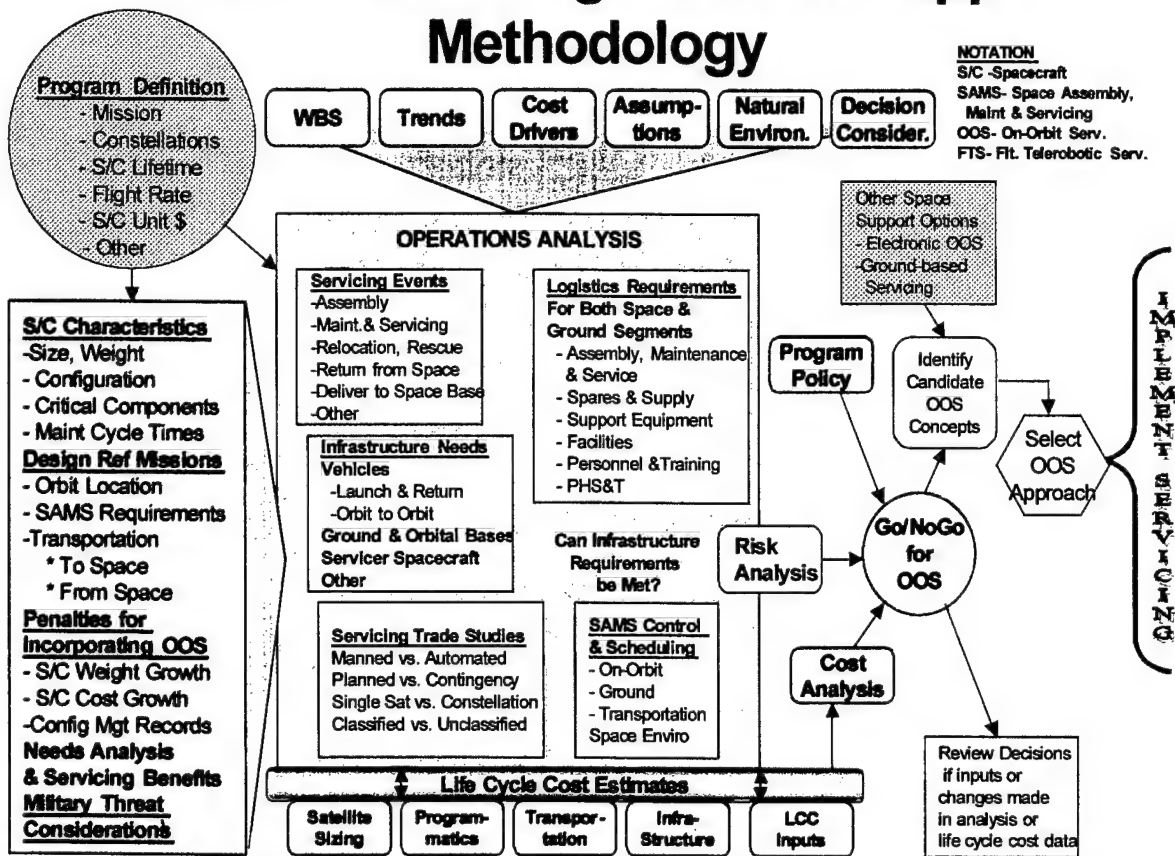 Methodology
NOTATION
S/C -Spacecraft
SAMS- Space Assembly,
Maint & Servicing
OOS- On-Orbit Serv.
FTS- Flt. Telerobotic Serv.
Program Definition
- Mission
- Constellations
- S/C Lifetime
- Flight Rate
- S/C Unit $
- Other
WBS
Trends
Cost
Drivers
Assump-
tions
Natural
Environ.
Decision
Consider.
S/C Characteristics
-Size, Weight
- Configuration
- Critical Components
- Maint Cycle Times
Design Ref Missions
- Orbit Location
- SAMS Requirements
-Transportation
* To Space
* From Space
Penalties for
Incorporating OOS
- S/C Weight Growth
- S/C Cost Growth
-Config Mgt Records
Needs Analysis
& Servicing Benefits
Military Threat
Considerations
OPERATIONS ANALYSIS
Servicing Events
-Assembly
-Maint.& Servicing
-Relocation, Rescue
-Return from Space
-Deliver to Space Base
-Other
Infrastructure Needs
Vehicles
-Launch & Return
-Orbit to Orbit
Ground & Orbital Bases
Servicer Spacecraft
Other
Servicing Trade Studies
Manned vs. Automated
Planned vs. Contingency
Single Sat vs. Constellation
Classified vs. Unclassified
Logistics Requirements
For Both Space &
Ground Segments
- Assembly, Maintenance
& Service
- Spares & Supply
- Support Equipment
- Facilities
- Personnel &Training
- PHS&T
Can Infrastructure
Requirements
be Met?
SAMS Control
& Scheduling
- On-Orbit
- Ground
- Transportation
Space Enviro
Life Cycle Cost Estimates
Satellite
Sizing
Program-
matics
Transpor-
tation
Infra-
Structure
LCC
Inputs
Other Space
Support Options
- Electronic OOS
-Ground-based
Servicing
Program
Policy
Identify
Candidate
OOS
Concepts
Select
OOS
Approach
Risk
Analysis
Go/NoGo
for
OOS
Cost
Analysis
Review Decisions
if inputs or
changes made
in analysis or
life cycle cost data
IMPLEMENT SERVICING